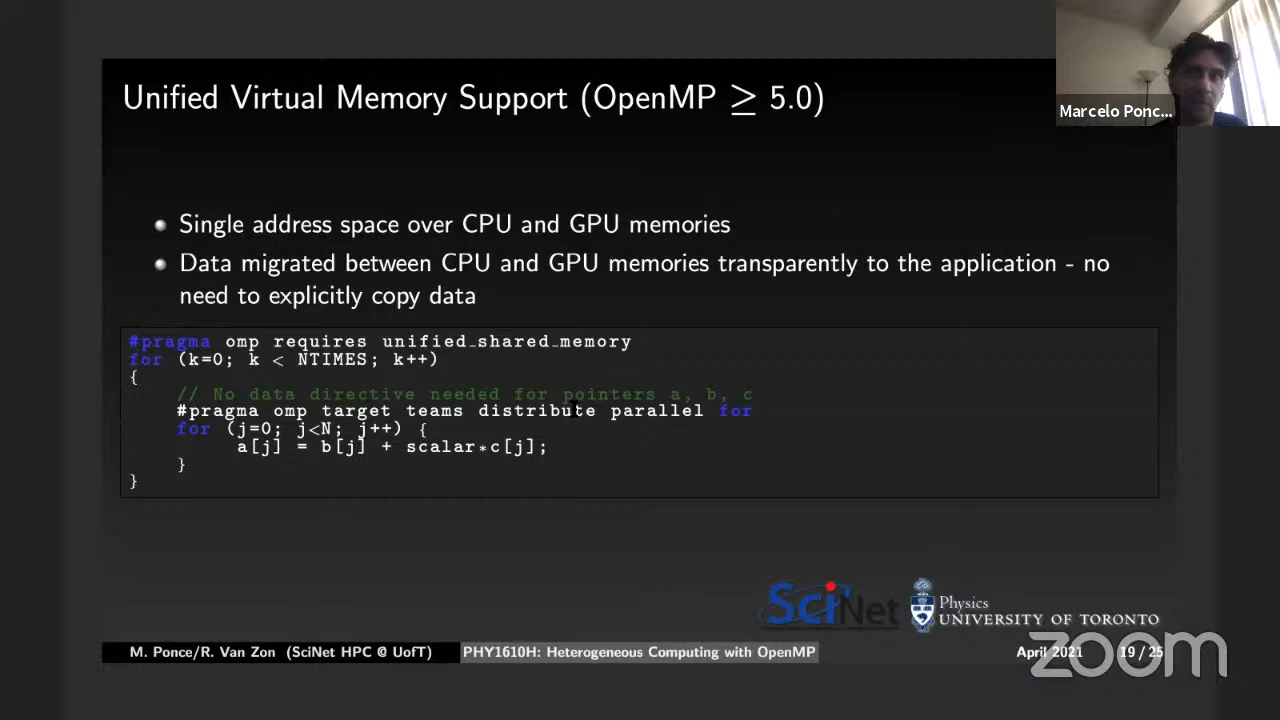 Unified Virtual Memory Support (OpenMP ≥ 5.0)
Marcelo Ponc...
Single address space over CPU and GPU memories
Data migrated between CPU and GPU memories transparently to the application - no
need to explicitly copy data
#pragma omp requires unified_shared_memory
for (k=0; k < NTIMES; k++)
{
// No data directive needed for pointers a, b, c
#pragma omp target teams distribute parallel for
for (j=0; j<N; j++) {
a[j] = b[j] + scalar*c[j];
}
}
SciNet
Physics
UNIVERSITY OF TORONTO
M. Ponce/R. Van Zon (SciNet HPC @ UofT) PHY1610H: Heterogeneous Computing with OpenMP April 2021 19 / 25
zoom